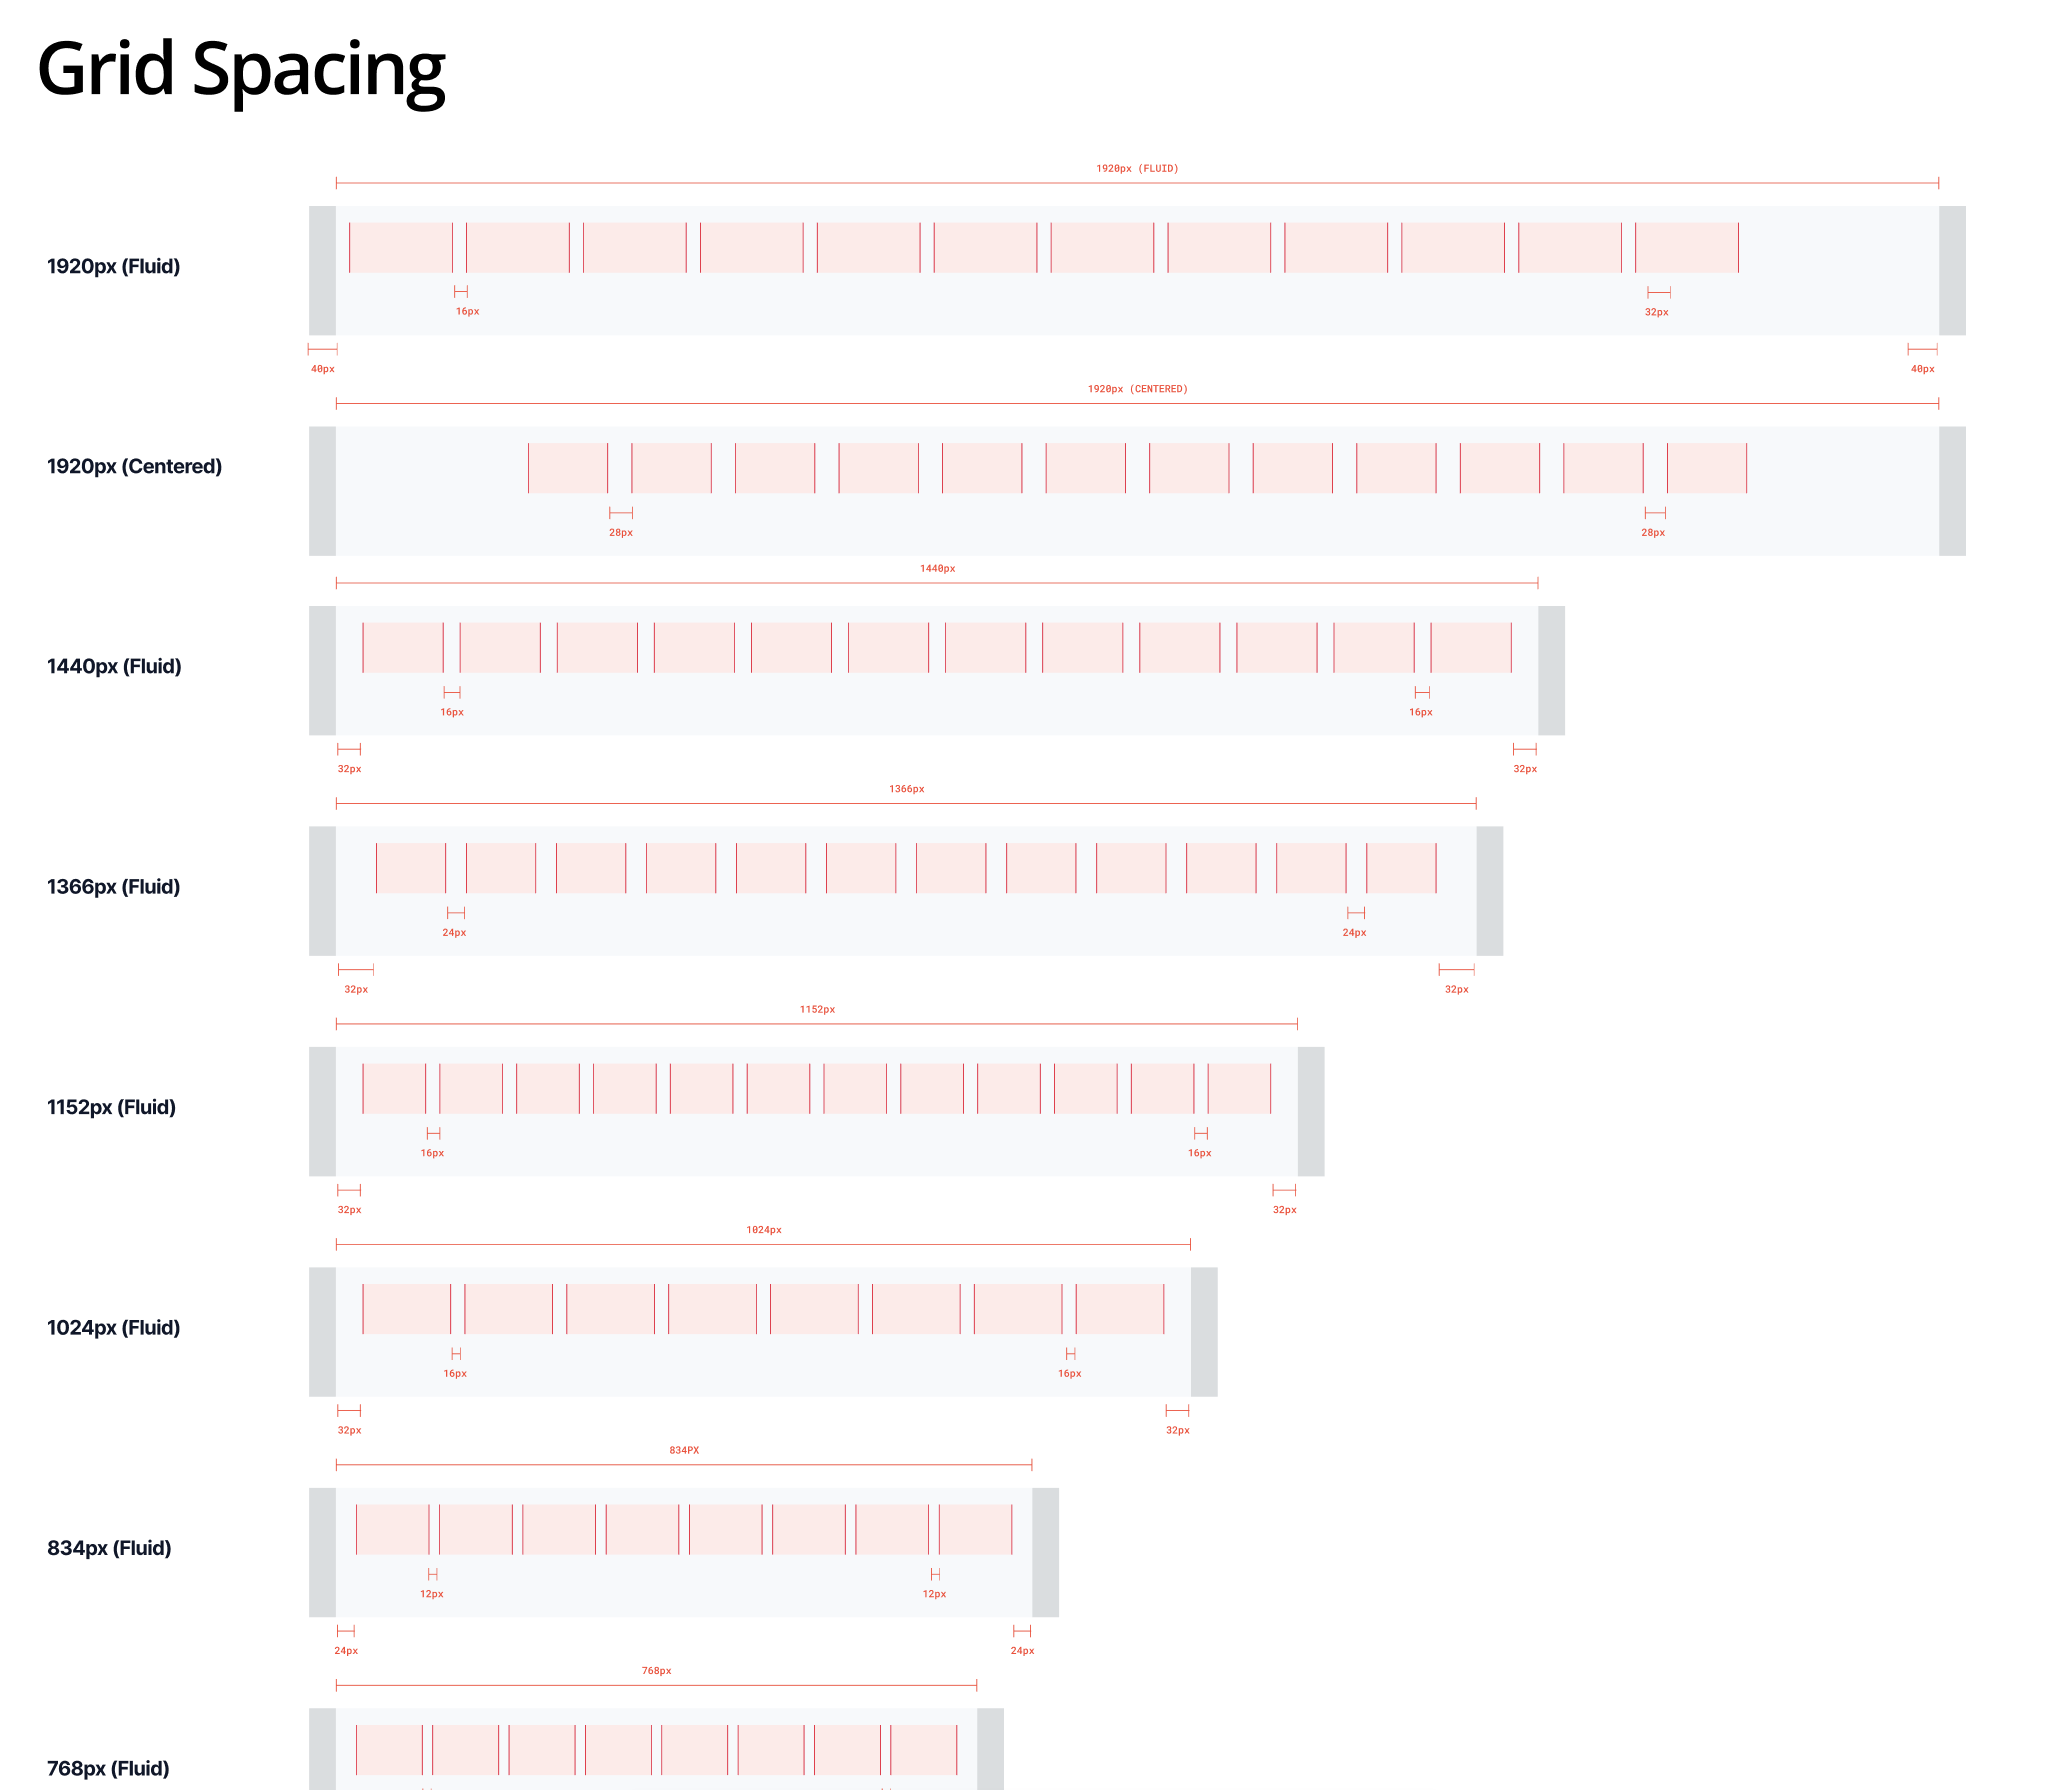 Grid Spacing
1920px (FLUID)
1920px (Fluid)
16px
32px
40px
40px
1920px (CENTERED)
1920px (Centered)
28px
28px
1440px
1440px (Fluid)
16px
16px
32px
32px
1366px
1366px (Fluid)
24px
24px
32px
32px
1152px
1152px (Fluid)
16px
16px
32px
32px
1024px
1024px (Fluid)
16px
16px
32px
32px
834PX
834px (Fluid)
12px
12px
24px
24px
768px
768px (Fluid)